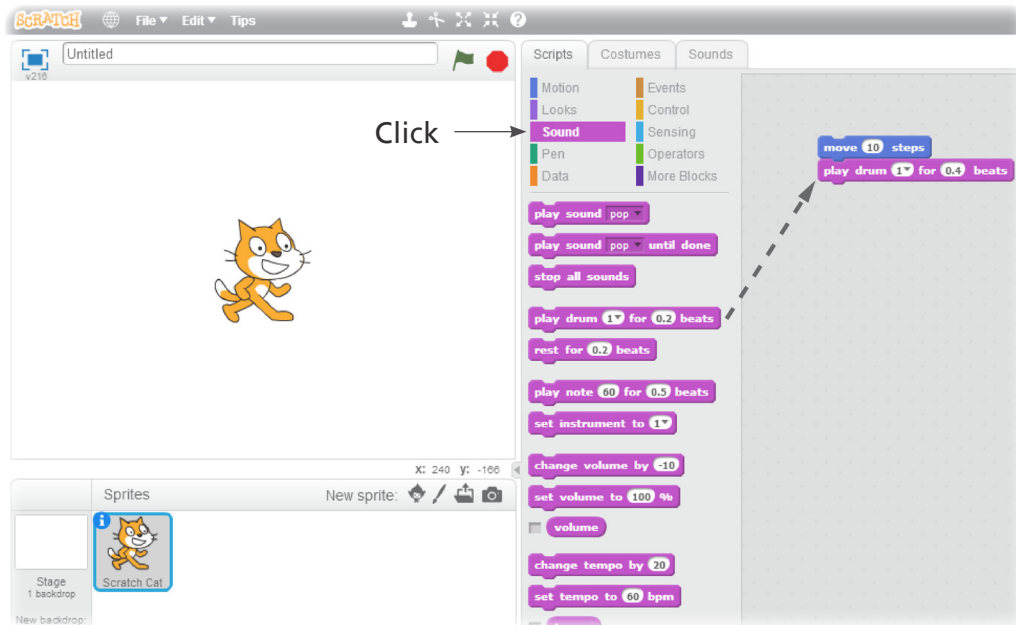 SCRATCH File Edit Tips
v216 Untitled
Scripts Costumes Sounds
Motion Events
Looks Control
Sound Sensing
Pen Operators
Data More Blocks
Click
move 10 steps
play drum 1 for 0.4 beats
play sound pop
play sound pop until done
stop all sounds
play drum 1 for 0.2 beats
rest for 0.2 beats
play note 60 for 0.5 beats
set instrument to 1
change volume by -10
set volume to 100 %
volume
change tempo by 20
set tempo to 60 bpm
X: 240 y: -166
Sprites New sprite:
Stage
1 backdrop
New backdrop:
Scratch Cat